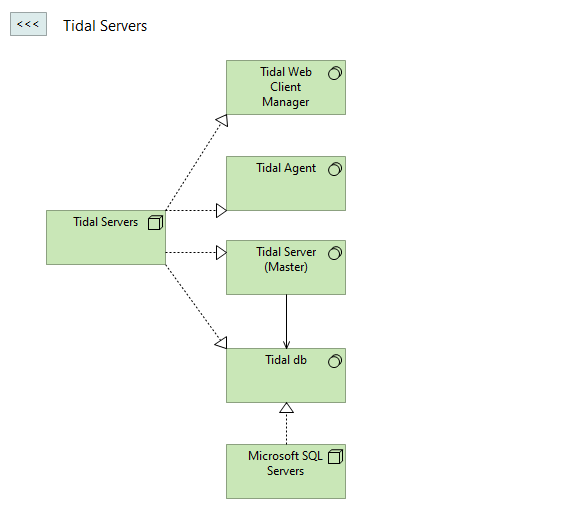 <<<
Tidal Servers
Tidal Web
Client
Manager
Tidal Agent
Tidal Servers
Tidal Server
(Master)
Tidal db
Microsoft SQL
Servers